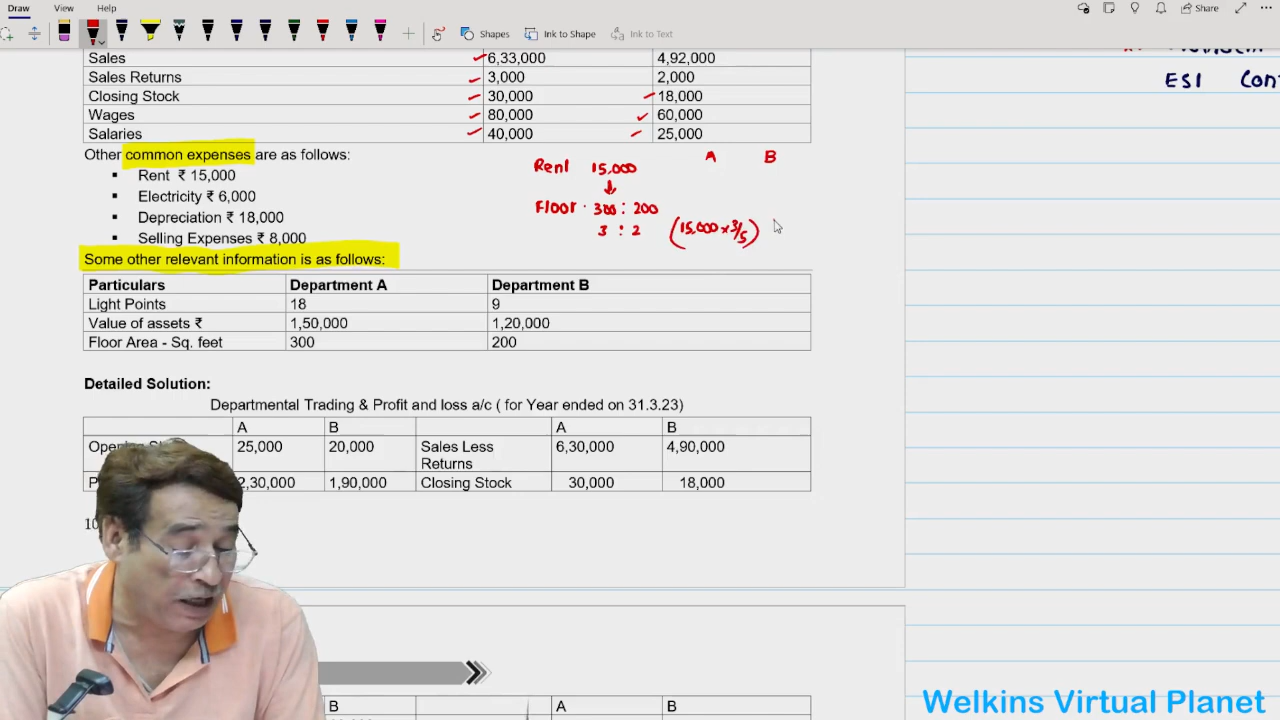 Draw View Help Share
Shapes Ink to Shape Ink to Text
ESI
Sales 6,33,000 4,92,000
Sales Returns 3,000 2,000
Closing Stock 30,000 18,000
Wages 80,000 60,000
Salaries 40,000 25,000
Other common expenses are as follows:
Rent ₹ 15,000
Electricity ₹ 6,000
Depreciation ₹ 18,000
Selling Expenses ₹ 8,000
A B
Rent 15,000
Floor 300 : 200
3 : 2 (15,000 × 3/5)
Some other relevant information is as follows:
Particulars Department A Department B
Light Points 18 9
Value of assets ₹ 1,50,000 1,20,000
Floor Area - Sq. feet 300 200
Detailed Solution:
Departmental Trading & Profit and loss a/c ( for Year ended on 31.3.23)
A B A B
25,000 20,000 Sales Less Returns 6,30,000 4,90,000
2,30,000 1,90,000 Closing Stock 30,000 18,000
10
B A B
Welkins Virtual Planet